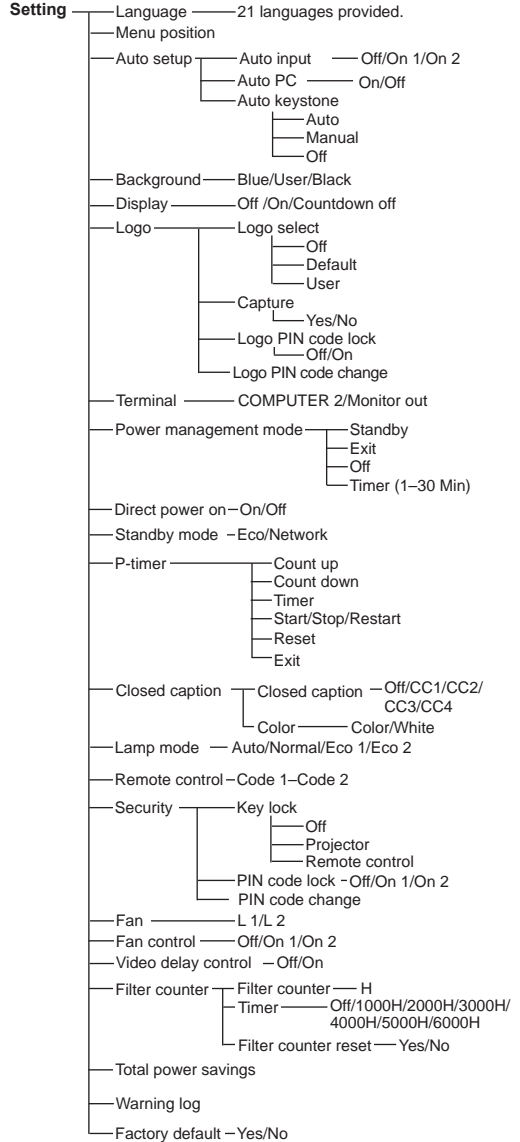 Setting Language 21 languages provided.
Menu position
Auto setup Auto input Off/On 1/On 2
Auto PC On/Off
Auto keystone
Auto
Manual
Off
Background Blue/User/Black
Display Off /On/Countdown off
Logo Logo select
Off
Default
User
Capture
Yes/No
Logo PIN code lock
Off/On
Logo PIN code change
Terminal COMPUTER 2/Monitor out
Power management mode Standby
Exit
Off
Timer (1–30 Min)
Direct power on On/Off
Standby mode Eco/Network
P-timer Count up
Count down
Timer
Start/Stop/Restart
Reset
Exit
Closed caption Closed caption Off/CC1/CC2/
CC3/CC4
Color Color/White
Lamp mode Auto/Normal/Eco 1/Eco 2
Remote control Code 1–Code 2
Security Key lock
Off
Projector
Remote control
PIN code lock Off/On 1/On 2
PIN code change
Fan L 1/L 2
Fan control Off/On 1/On 2
Video delay control Off/On
Filter counter Filter counter H
Timer Off/1000H/2000H/3000H/
4000H/5000H/6000H
Filter counter reset Yes/No
Total power savings
Warning log
Factory default Yes/No